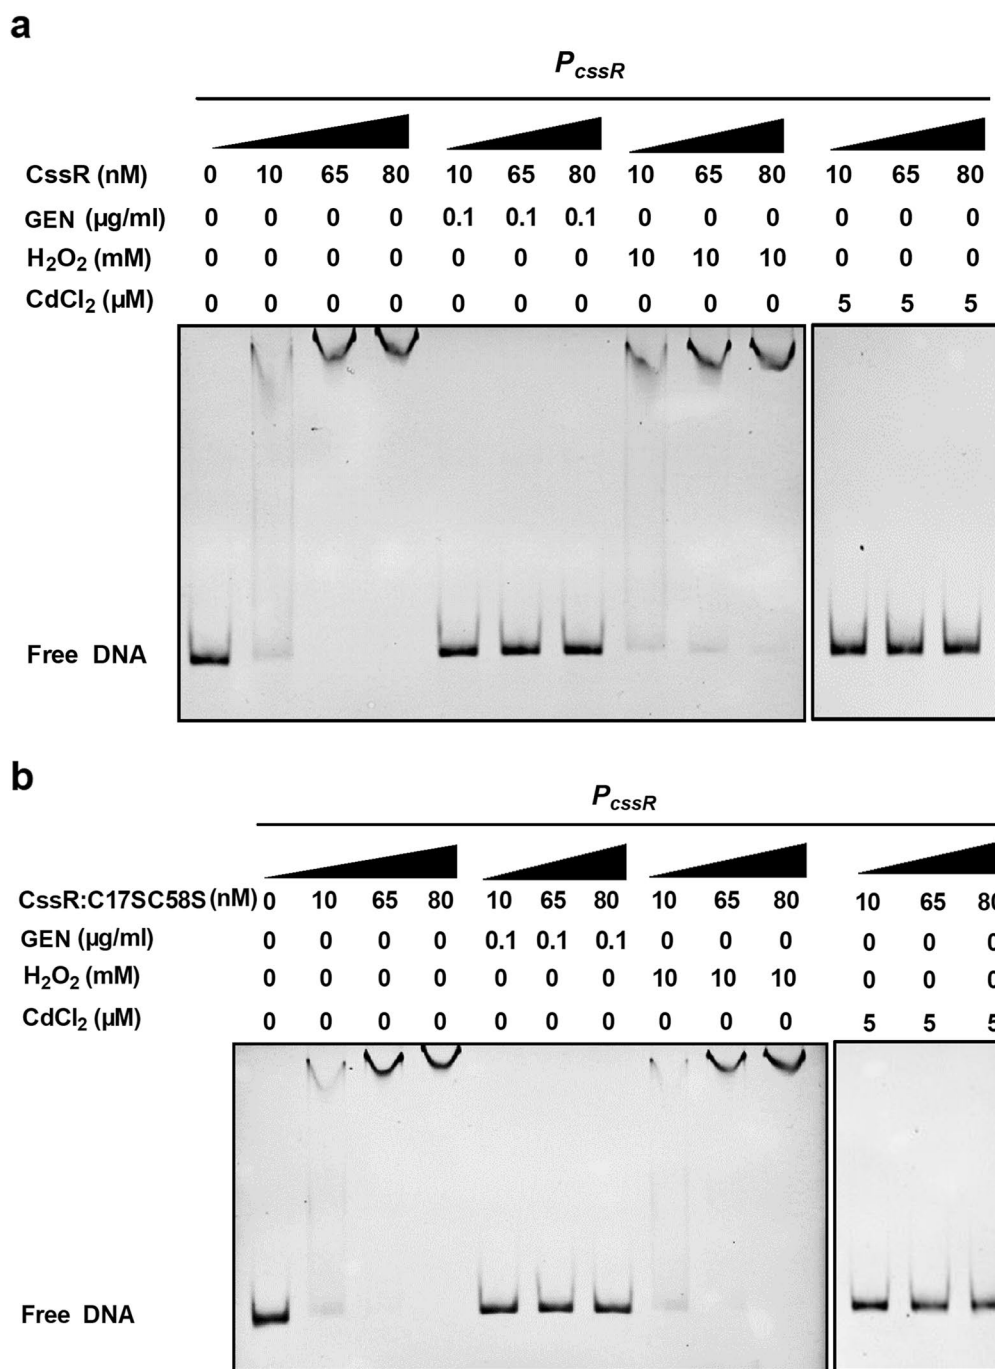 a
PcssR
CssR (nM) 0 10 65 80 10 65 80 10 65 80 10 65 80
GEN (µg/ml) 0 0 0 0 0.1 0.1 0.1 0 0 0 0 0 0
H2O2 (mM) 0 0 0 0 0 0 0 10 10 10 0 0 0
CdCl2 (µM) 0 0 0 0 0 0 0 0 0 0 5 5 5
Free DNA
b
PcssR
CssR:C17SC58S (nM) 0 10 65 80 10 65 80 10 65 80 10 65 80
GEN (µg/ml) 0 0 0 0 0.1 0.1 0.1 0 0 0 0 0 0
H2O2 (mM) 0 0 0 0 0 0 0 10 10 10 0 0 0
CdCl2 (µM) 0 0 0 0 0 0 0 0 0 0 5 5 5
Free DNA